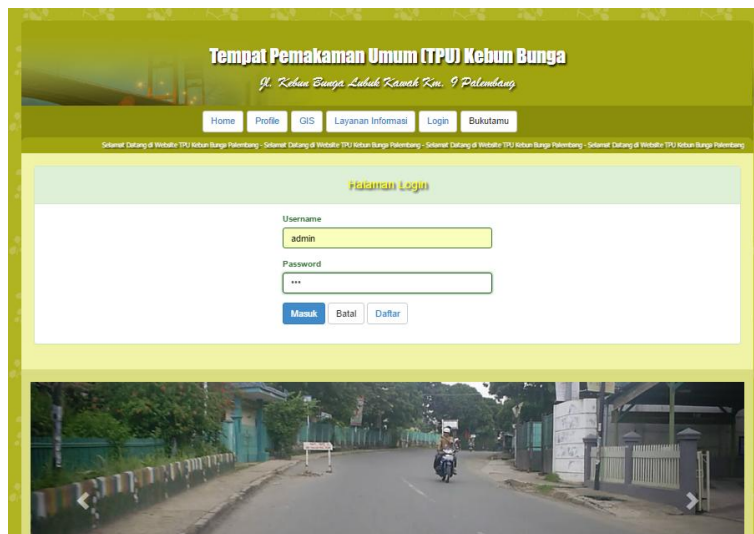 Tempat Pemakaman Umum (TPU) Kebun Bunga
Jl. Kebun Bunga Lubuk Kawah Km. 9 Palembang
Home Profile GIS Layanan Informasi Login Bukutamu
Selamat Datang di Website TPU Kebun Bunga Palembang - Selamat Datang di Website TPU Kebun Bunga Palembang - Selamat Datang di Website TPU Kebun Bunga Palembang - Selamat Datang di Website TPU Kebun Bunga Palembang
Halaman Login
Username
admin
Password
***
Masuk Batal Daftar